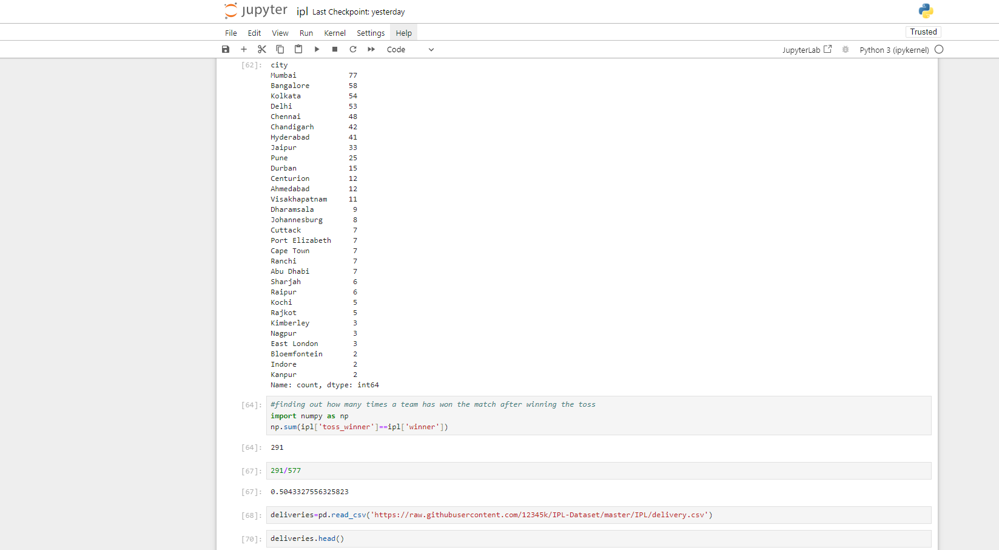 jupyter ipl Last Checkpoint: yesterday
File Edit View Run Kernel Settings Help
Trusted
Code
JupyterLab
Python 3 (ipykernel)
[62]: city
Mumbai 77
Bangalore 58
Kolkata 54
Delhi 53
Chennai 48
Chandigarh 42
Hyderabad 41
Jaipur 33
Pune 25
Durban 15
Centurion 12
Ahmedabad 12
Visakhapatnam 11
Dharamsala 9
Johannesburg 8
Cuttack 7
Port Elizabeth 7
Cape Town 7
Ranchi 7
Abu Dhabi 7
Sharjah 6
Raipur 6
Kochi 5
Rajkot 5
Kimberley 3
Nagpur 3
East London 3
Bloemfontein 2
Indore 2
Kanpur 2
Name: count, dtype: int64
[64]: #finding out how many times a team has won the match after winning the toss
import numpy as np
np.sum(ipl['toss_winner']==ipl['winner'])
[64]: 291
[67]: 291/577
[67]: 0.5043327556325823
[68]: deliveries=pd.read_csv('https://raw.githubusercontent.com/12345k/IPL-Dataset/master/IPL/delivery.csv')
[70]: deliveries.head()